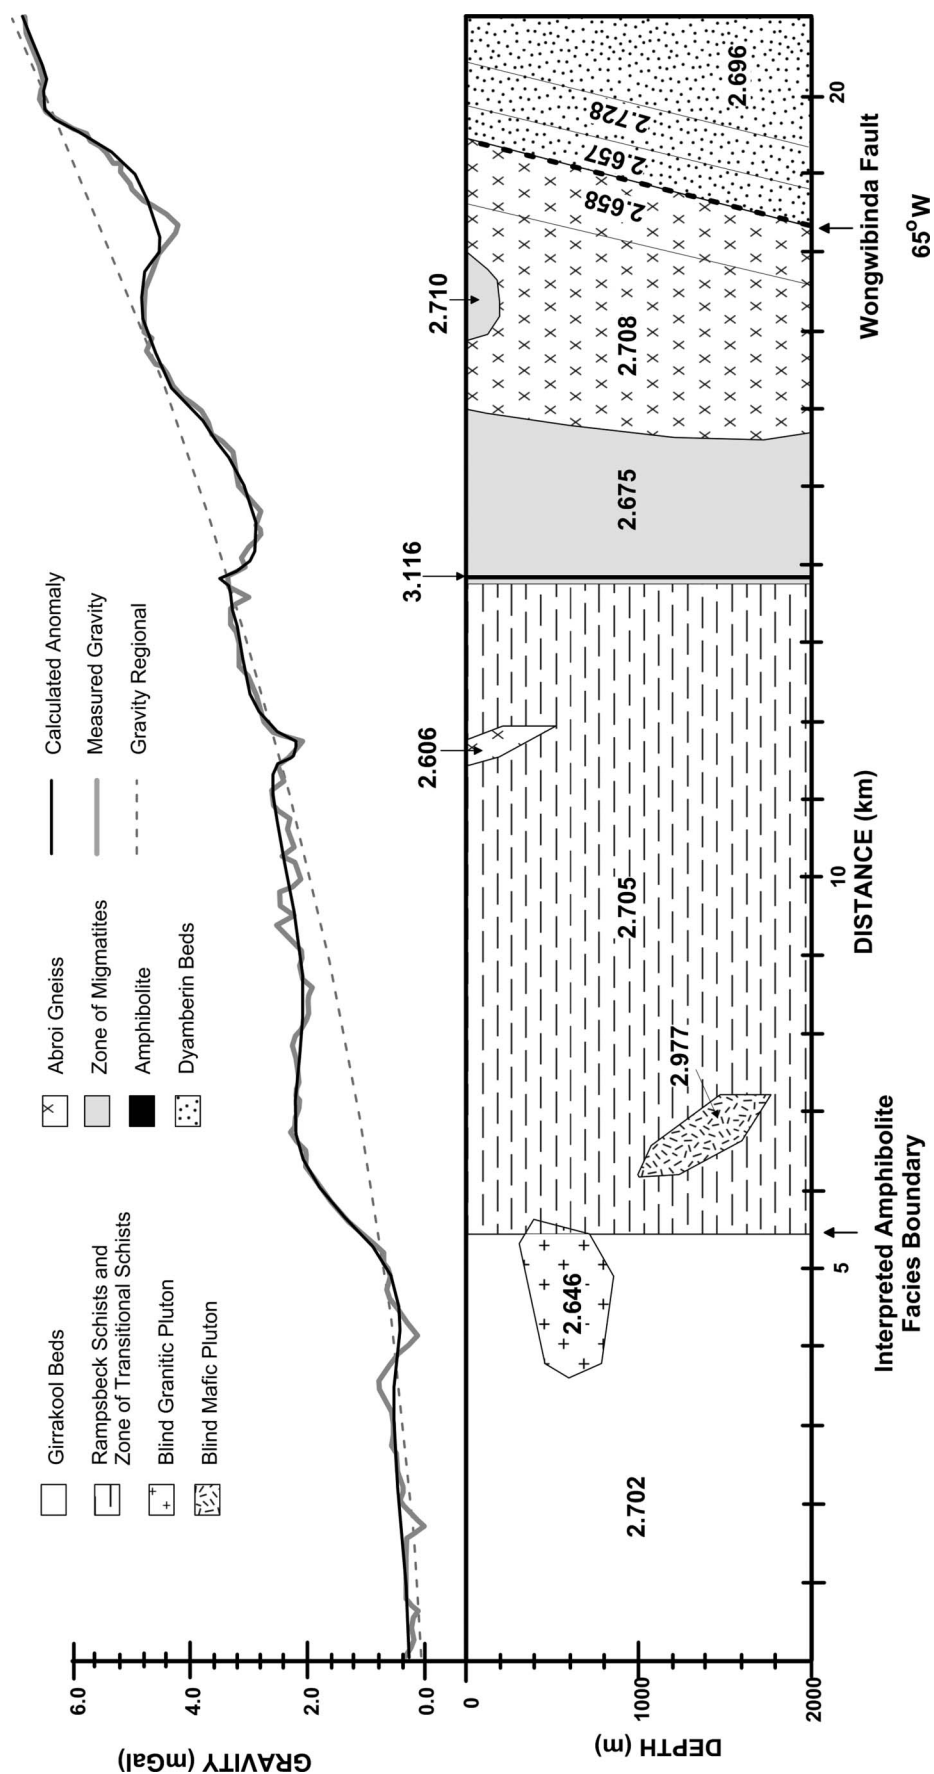 Girrakool Beds
Rampsbeck Schists and
Zone of Transitional Schists
Blind Granitic Pluton
Blind Mafic Pluton
Abroi Gneiss
Zone of Migmatites
Amphibolite
Dyamberin Beds
Calculated Anomaly
Measured Gravity
Gravity Regional
GRAVITY (mGal)
6.0
4.0
2.0
0.0
DEPTH (m)
0
1000
2000
2.702
2.646
2.977
2.705
2.606
3.116
2.675
2.708
2.710
2.658
2.657
2.728
2.696
5
10
20
DISTANCE (km)
Interpreted Amphibolite
Facies Boundary
Wongwibinda Fault
65°W